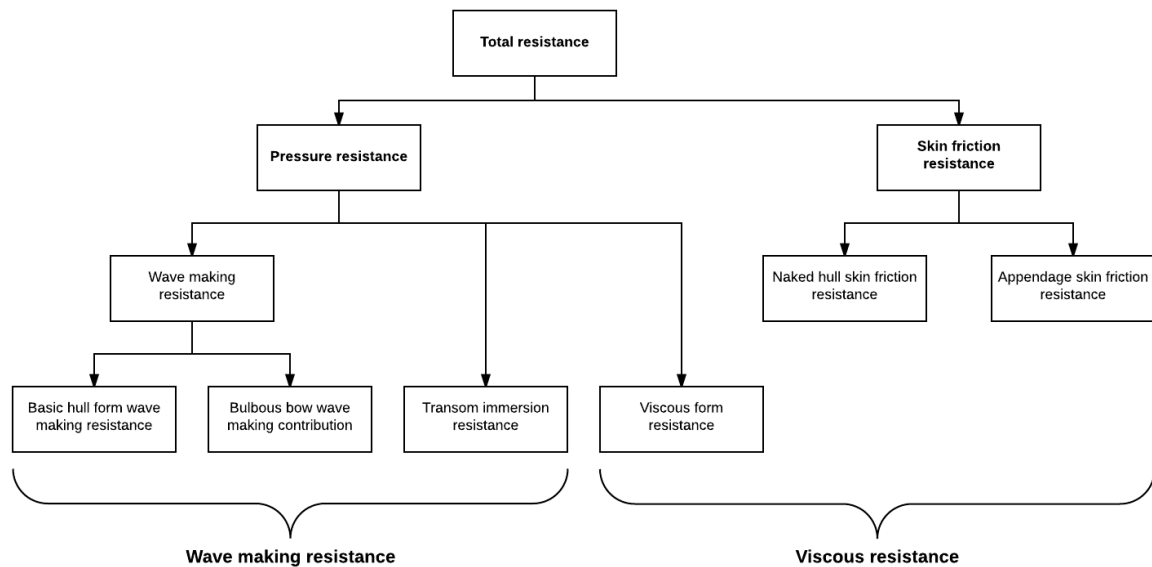 Total resistance
Pressure resistance
Skin friction
resistance
Wave making
resistance
Naked hull skin friction
resistance
Appendage skin friction
resistance
Basic hull form wave
making resistance
Bulbous bow wave
making contribution
Transom immersion
resistance
Viscous form
resistance
Wave making resistance
Viscous resistance